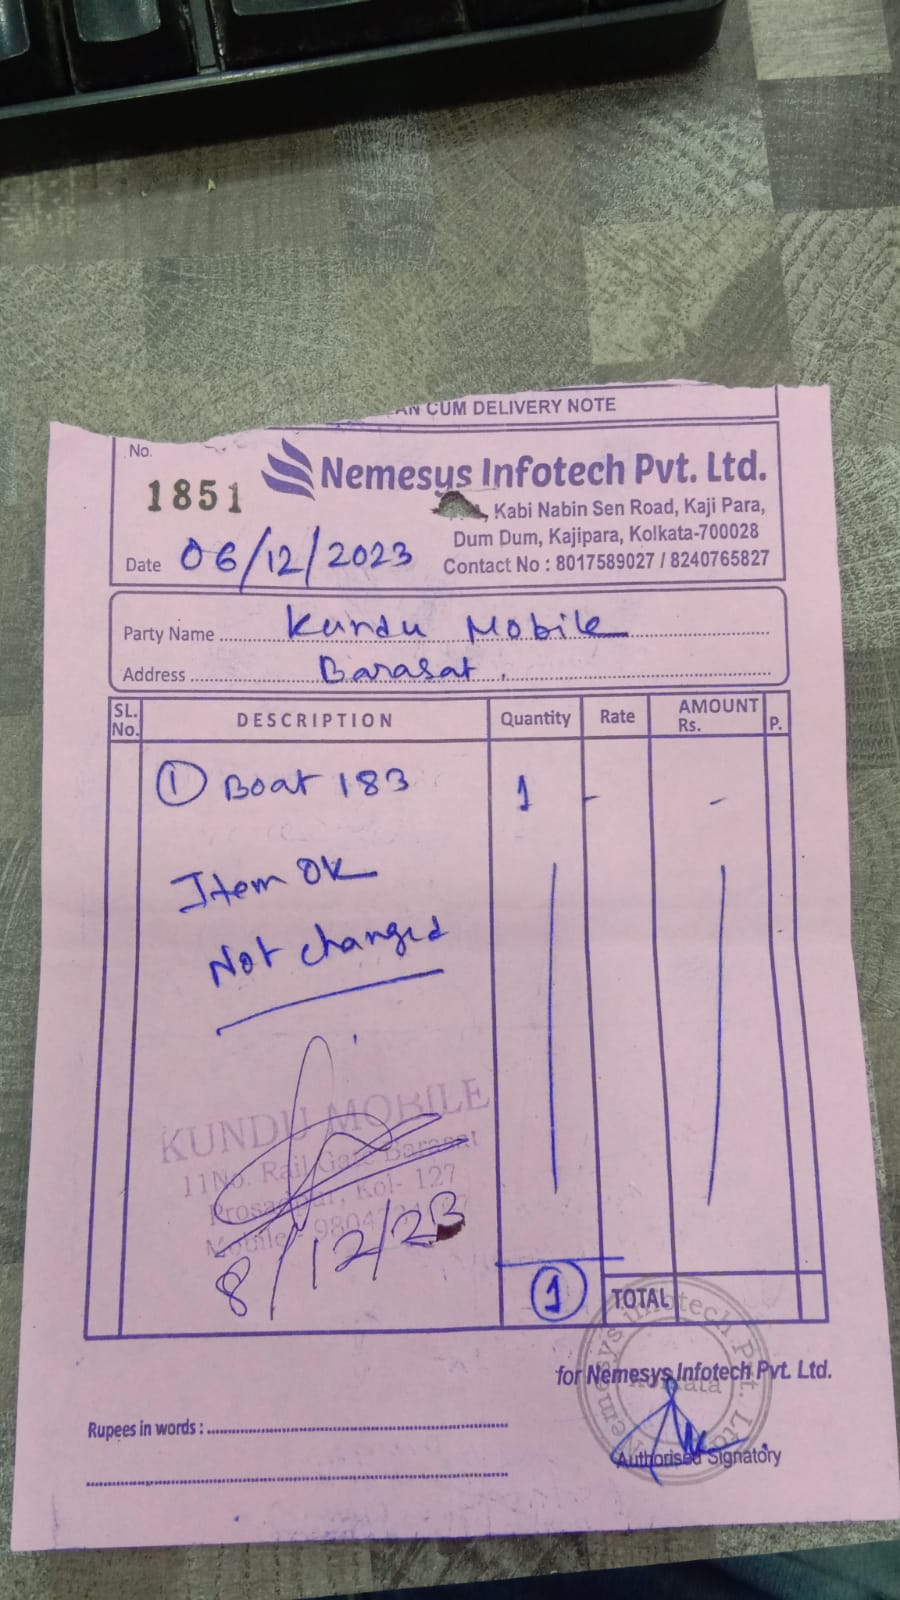 AN CUM DELIVERY NOTE
No.
1851
Nemesys Infotech Pvt. Ltd.
, Kabi Nabin Sen Road, Kaji Para,
Dum Dum, Kajipara, Kolkata-700028
Date 06/12/2023
Contact No : 8017589027 / 8240765827
Party Name Kundu Mobile
Address Barasat
SL. No. DESCRIPTION Quantity Rate AMOUNT Rs. P.
① Boat 183 1 - -
Item OK
Not changed
KUNDU MOBILE
11No. Rail Gate Barasat
Kol- 127
Mobile
8/12/23
① TOTAL
Nemesys Infotech Pvt. Ltd.
Kolkata
for Nemesys Infotech Pvt. Ltd.
Rupees in words :
Authorised Signatory